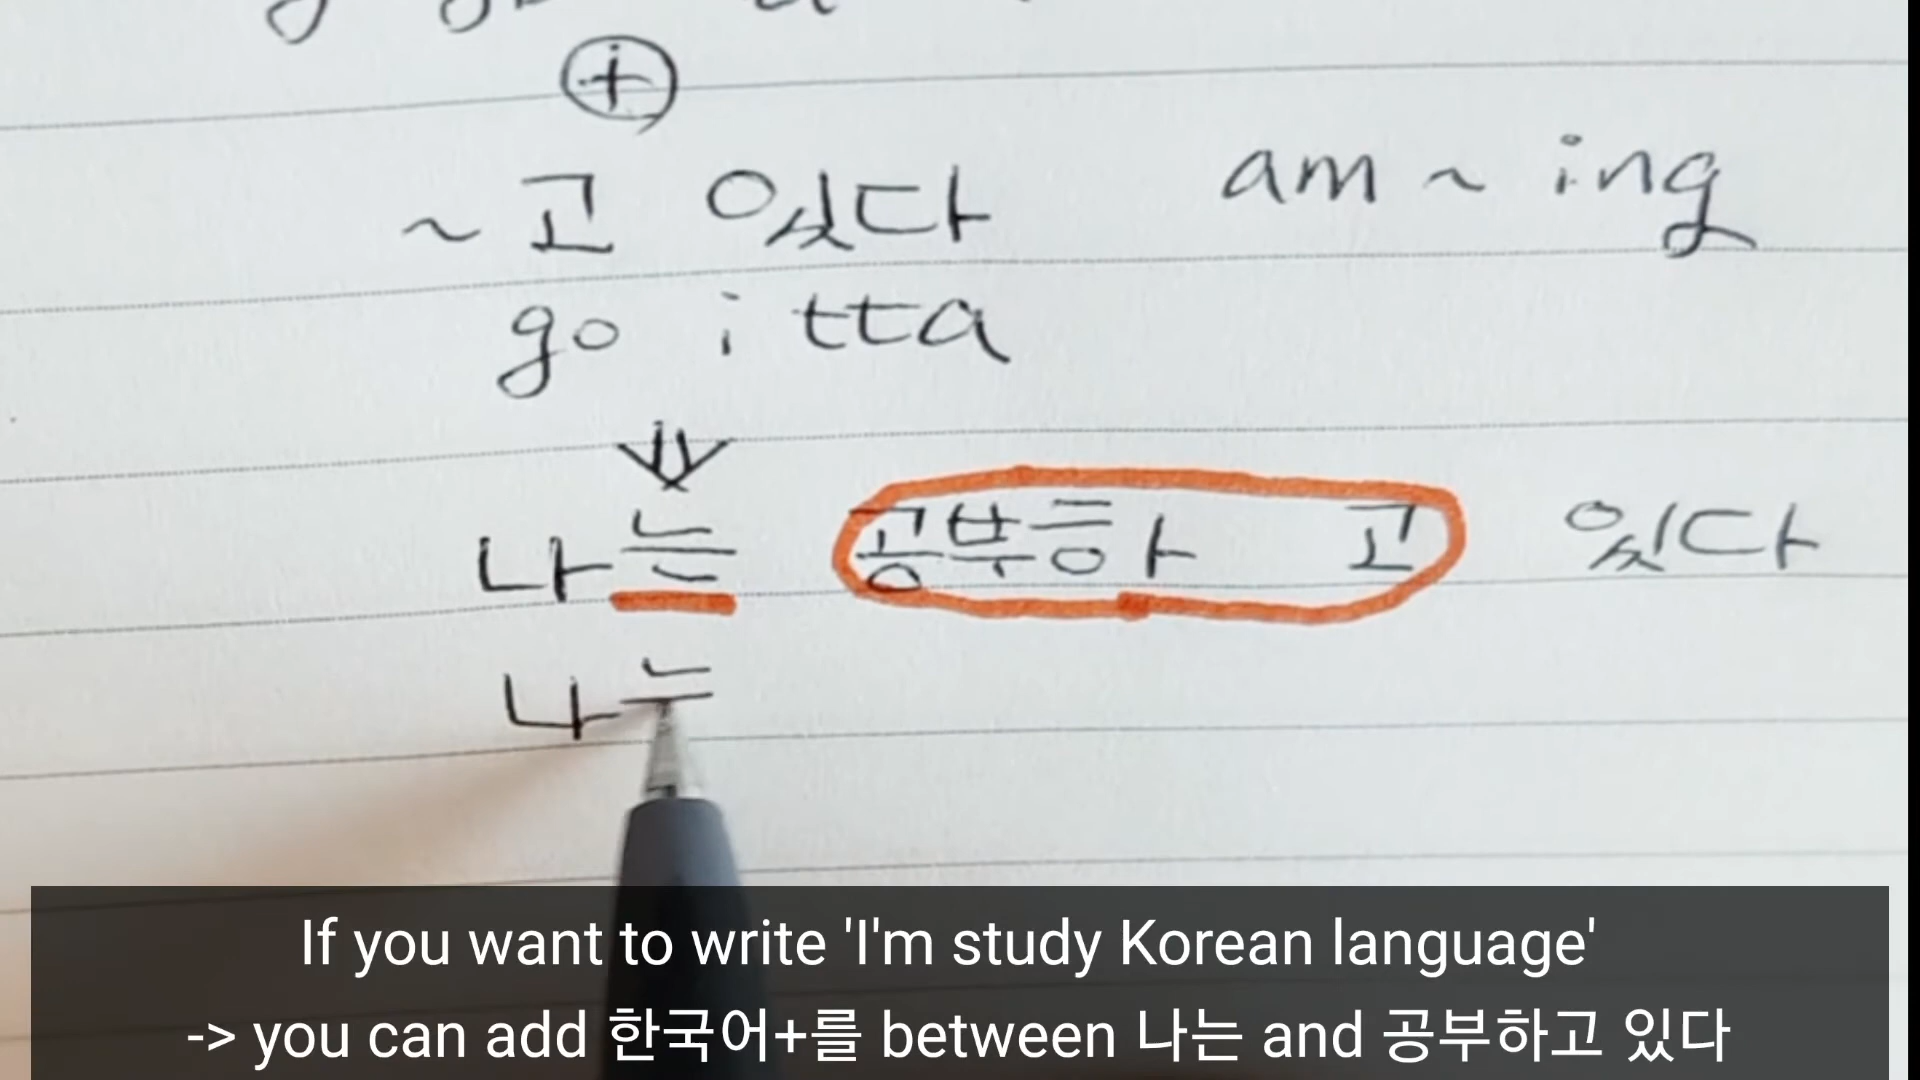 +
~고 있다 am ~ ing
go itta
나는 공부하 고 있다
나느
If you want to write 'I'm study Korean language'
-> you can add 한국어+를 between 나는 and 공부하고 있다